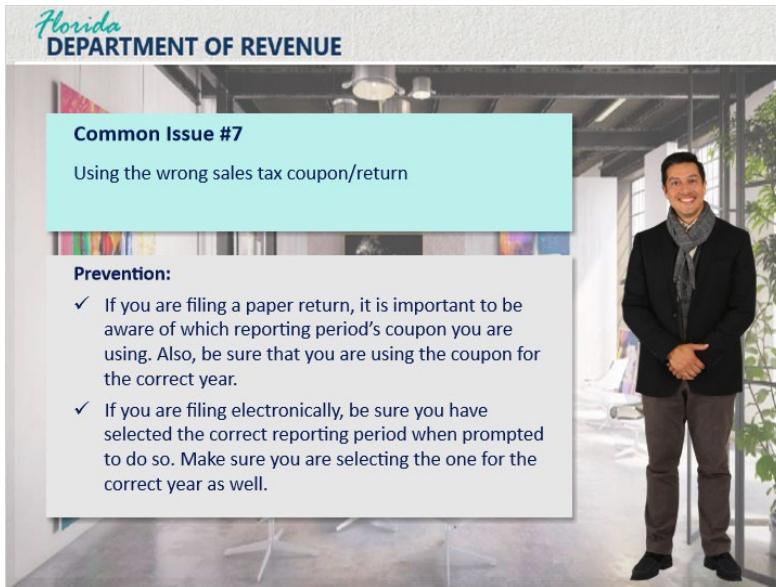 Florida
DEPARTMENT OF REVENUE
Common Issue #7
Using the wrong sales tax coupon/return
Prevention:
✓ If you are filing a paper return, it is important to be
aware of which reporting period's coupon you are
using. Also, be sure that you are using the coupon for
the correct year.
✓ If you are filing electronically, be sure you have
selected the correct reporting period when prompted
to do so. Make sure you are selecting the one for the
correct year as well.